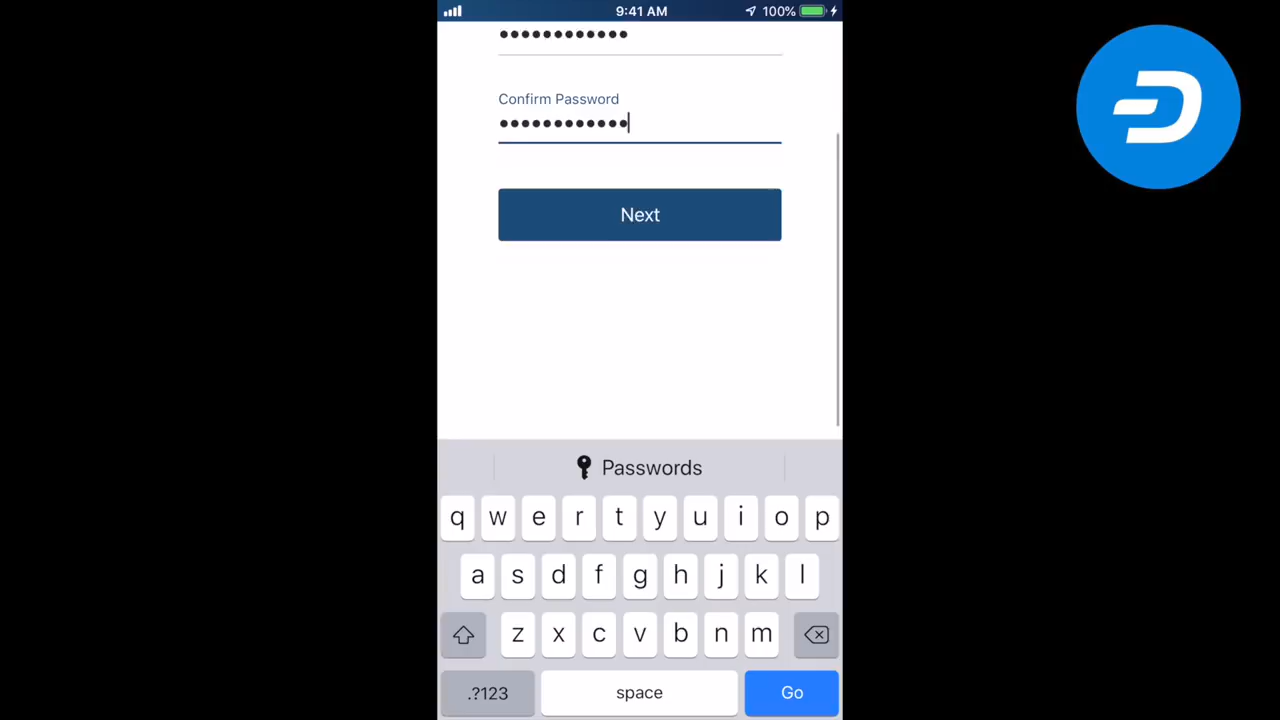 9:41 AM
100%
••••••••••••
Confirm Password
••••••••••••
Next
Passwords
q w e r t y u i o p
a s d f g h j k l
z x c v b n m
.?123 space Go